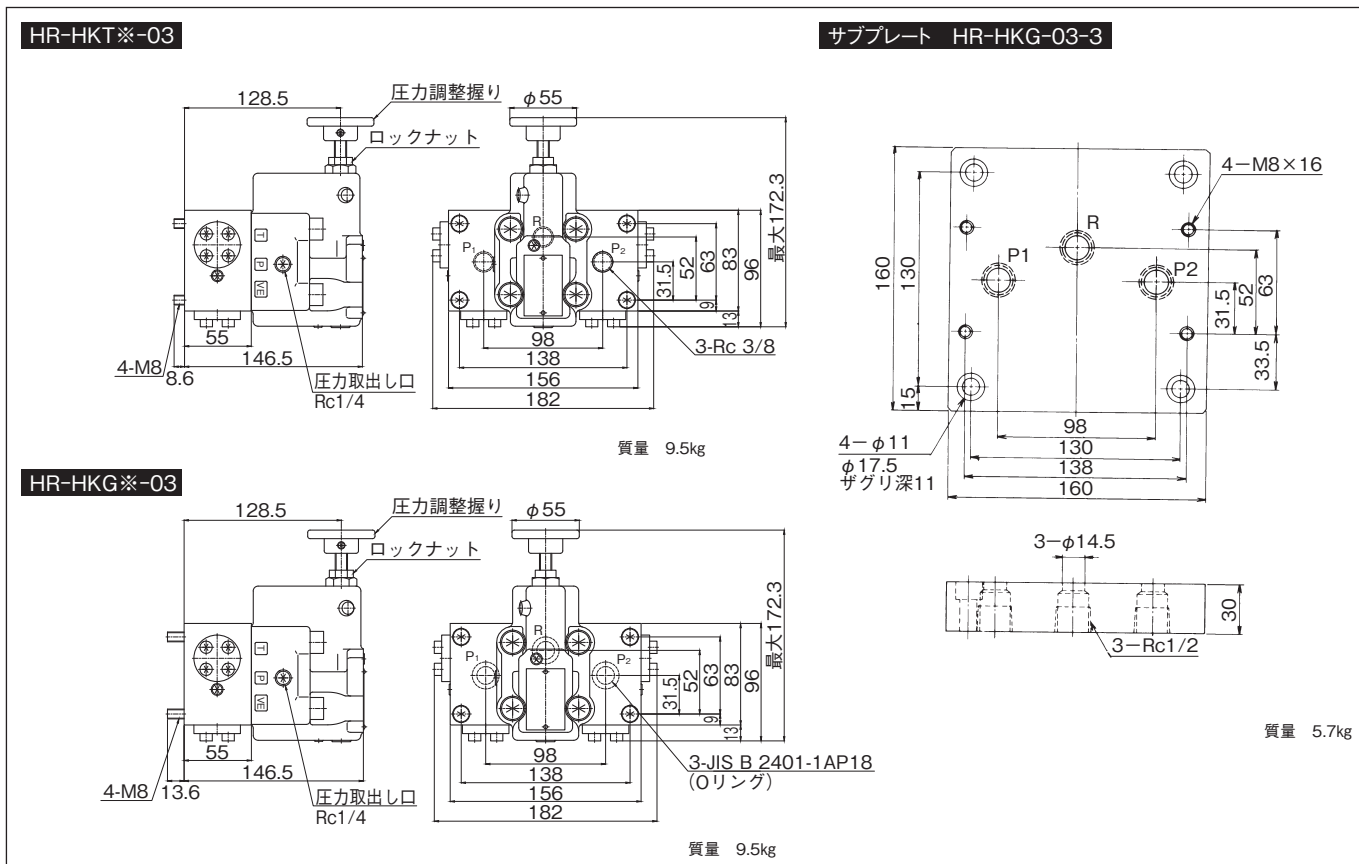 HR-HKT※-03
128.5
圧力調整握り
ロックナット
φ55
T
P
VE
R
P1
P2
31.5
52
63
83
96
最大172.3
9
13
55
146.5
4-M8
8.6
圧力取出し口
Rc1/4
98
138
156
182
3-Rc 3/8
質量 9.5kg
HR-HKG※-03
128.5
圧力調整握り
ロックナット
φ55
T
P
VE
R
P1
P2
31.5
52
63
83
96
最大172.3
9
13
55
146.5
4-M8
13.6
圧力取出し口
Rc1/4
98
138
156
182
3-JIS B 2401-1AP18
(Oリング)
質量 9.5kg
サブプレート HR-HKG-03-3
4-M8×16
R
P1
P2
160
130
15
31.5
52
63
33.5
4-φ11
φ17.5
ザグリ深11
98
130
138
160
3-φ14.5
30
3-Rc1/2
質量 5.7kg